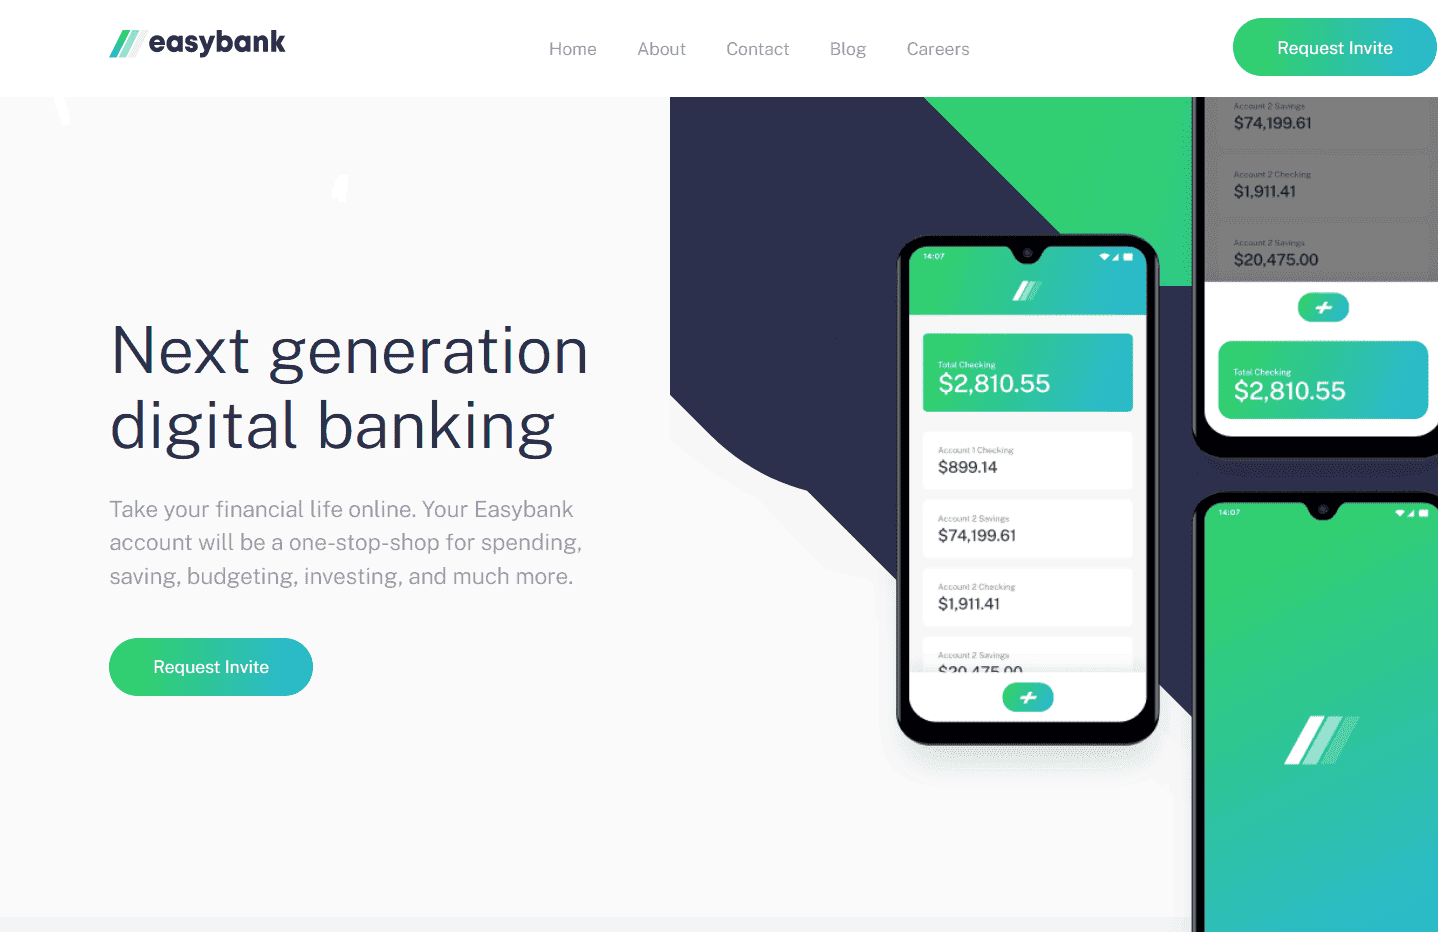 easybank
Home
About
Contact
Blog
Careers
Request Invite
Next generation
digital banking
Take your financial life online. Your Easybank
account will be a one-stop-shop for spending,
saving, budgeting, investing, and much more.
Request Invite
14:07
Total Checking
$2,810.55
Account 1 Checking
$899.14
Account 2 Savings
$74,199.61
Account 2 Checking
$1,911.41
Account 2 Savings
$20,475.00
Account 2 Savings
$74,199.61
Account 2 Checking
$1,911.41
Account 2 Savings
$20,475.00
Total Checking
$2,810.55
14:07